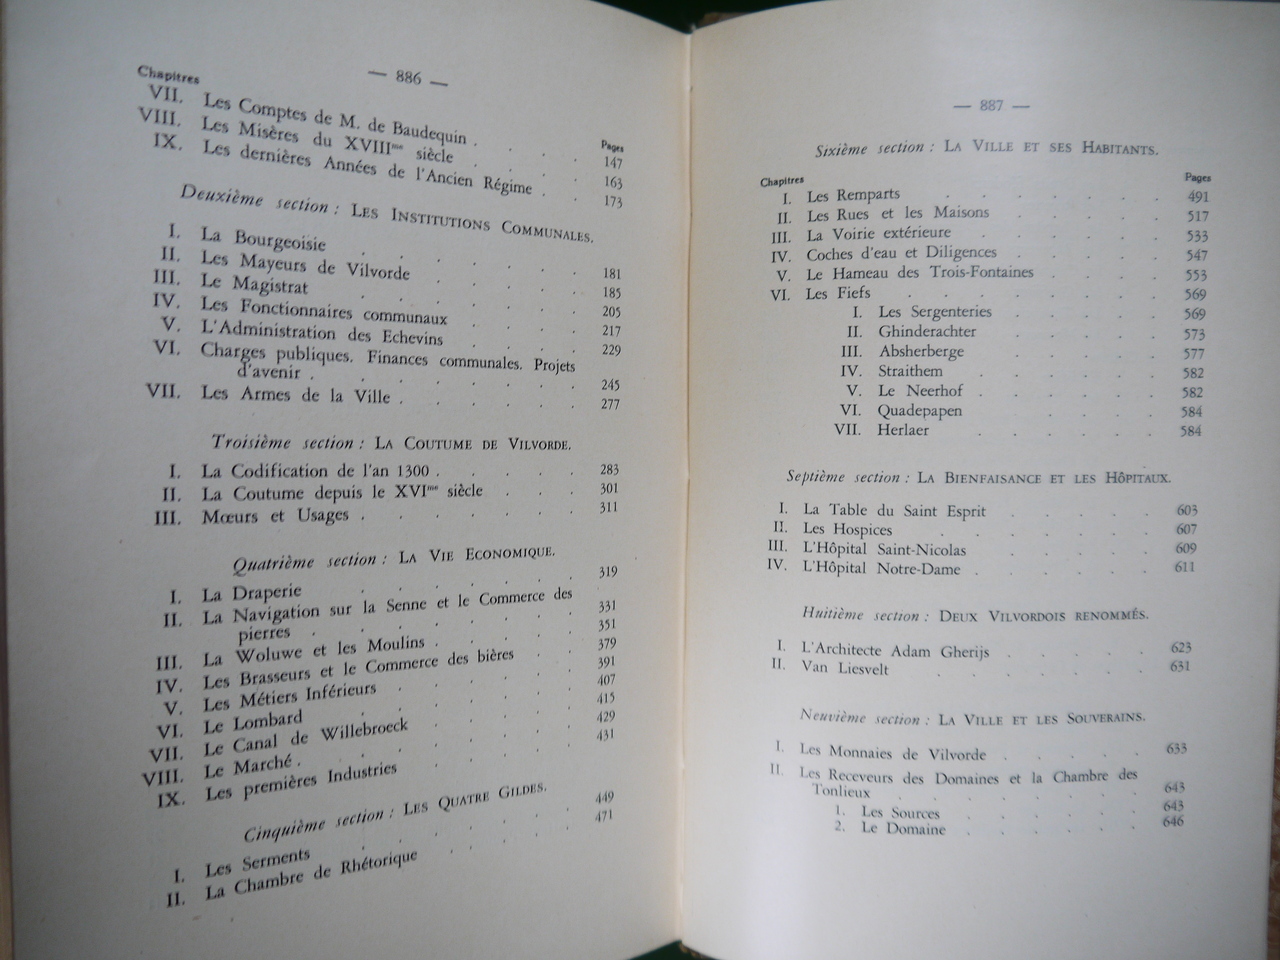 — 886 —
Chapitres
Pages
VII. Les Comptes de M. de Baudequin . . . . 147
VIII. Les Misères du XVIIIme siècle . . . . 163
IX. Les dernières Années de l'Ancien Régime . . 173
Deuxième section : LES INSTITUTIONS COMMUNALES.
I. La Bourgeoisie . . . . . . 181
II. Les Mayeurs de Vilvorde . . . . . 185
III. Le Magistrat . . . . . . 205
IV. Les Fonctionnaires communaux . . . . 217
V. L'Administration des Echevins . . . . 229
VI. Charges publiques. Finances communales. Projets
d'avenir . . . . . . 245
VII. Les Armes de la Ville . . . . . 277
Troisième section : LA COUTUME DE VILVORDE.
I. La Codification de l'an 1300 . . . . . 283
II. La Coutume depuis le XVIme siècle . . . 301
III. Mœurs et Usages . . . . . . 311
Quatrième section : LA VIE ECONOMIQUE.
I. La Draperie . . . . . . 319
II. La Navigation sur la Senne et le Commerce des
pierres . . . . . . 331
III. La Woluwe et les Moulins . . . . . 351
IV. Les Brasseurs et le Commerce des bières . . 379
V. Les Métiers Inférieurs . . . . . 391
VI. Le Lombard . . . . . . 407
VII. Le Canal de Willebroeck . . . . . 415
VIII. Le Marché . . . . . . 429
IX. Les premières Industries . . . . . 431
Cinquième section : LES QUATRE GILDES.
I. Les Serments . . . . . . 449
II. La Chambre de Rhétorique . . . . 471
— 887 —
Sixième section : LA VILLE ET SES HABITANTS.
Chapitres
Pages
I. Les Remparts . . . . . . 491
II. Les Rues et les Maisons . . . . . 517
III. La Voirie extérieure . . . . . 533
IV. Coches d'eau et Diligences . . . . . 547
V. Le Hameau des Trois-Fontaines . . . . 553
VI. Les Fiefs . . . . . . . 569
I. Les Sergenteries . . . . . 569
II. Ghinderachter . . . . . 573
III. Absherberge . . . . . 577
IV. Straithem . . . . . 582
V. Le Neerhof . . . . . 582
VI. Quadepapen . . . . 584
VII. Herlaer . . . . . 584
Septième section : LA BIENFAISANCE ET LES HÔPITAUX.
I. La Table du Saint Esprit . . . . . 603
II. Les Hospices . . . . . . 607
III. L'Hôpital Saint-Nicolas . . . . . 609
IV. L'Hôpital Notre-Dame . . . . . . 611
Huitième section : DEUX VILVORDOIS RENOMMÉS.
I. L'Architecte Adam Gherijs . . . . . 623
II. Van Liesvelt . . . . . . 631
Neuvième section : LA VILLE ET LES SOUVERAINS.
I. Les Monnaies de Vilvorde . . . . . 633
II. Les Receveurs des Domaines et la Chambre des
Tonlieux . . . . . . . 643
1. Les Sources . . . . . . 643
2. Le Domaine . . . . . . 646